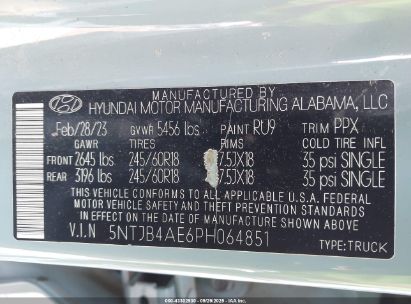 MANUFACTURED BY
HYUNDAI MOTOR MANUFACTURING ALABAMA, LLC
Feb/28/23 GVWR 5456 lbs PAINT RU9 TRIM PPX
GAWR TIRES RIMS COLD TIRE INFL
FRONT 2645 lbs 245/60R18 7.5JX18 35 psi SINGLE
REAR 3196 lbs 245/60R18 7.5JX18 35 psi SINGLE
THIS VEHICLE CONFORMS TO ALL APPLICABLE U.S.A FEDERAL
MOTOR VEHICLE SAFETY AND THEFT PREVENTION STANDARDS
IN EFFECT ON THE DATE OF MANUFACTURE SHOWN ABOVE.
V.I.N 5NTJB4AE6PH064851 TYPE:TRUCK